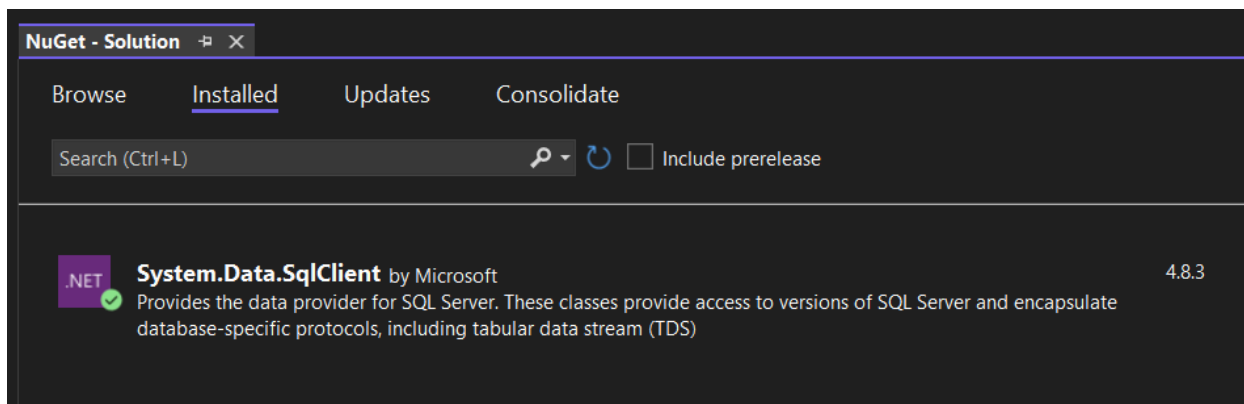 NuGet - Solution
Browse Installed Updates Consolidate
Search (Ctrl+L) Include prerelease
.NET System.Data.SqlClient by Microsoft 4.8.3
Provides the data provider for SQL Server. These classes provide access to versions of SQL Server and encapsulate
database-specific protocols, including tabular data stream (TDS)